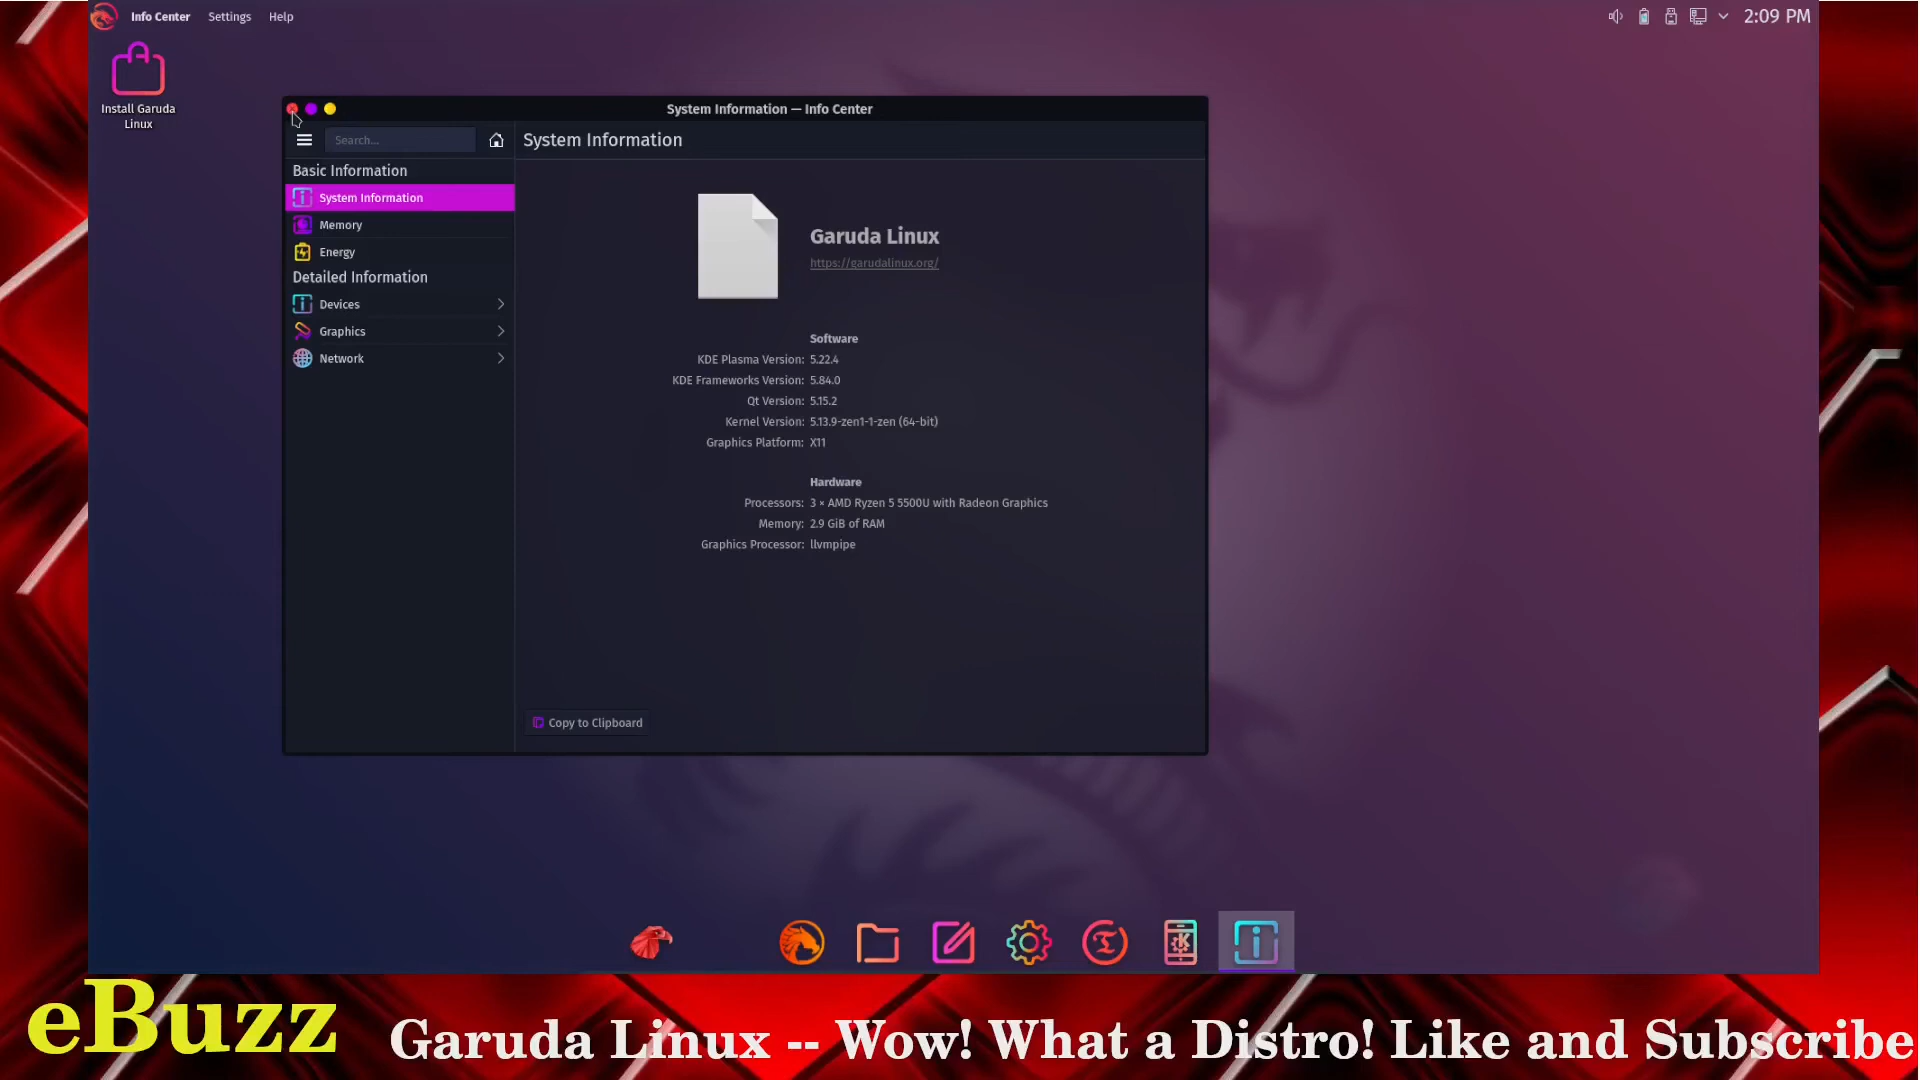 Info Center Settings Help
2:09 PM
Install Garuda
Linux
System Information — Info Center
Search...
System Information
Basic Information
System Information
Memory
Energy
Detailed Information
Devices
Graphics
Network
Garuda Linux
https://garudalinux.org/
Software
KDE Plasma Version: 5.22.4
KDE Frameworks Version: 5.84.0
Qt Version: 5.15.2
Kernel Version: 5.13.9-zen1-1-zen (64-bit)
Graphics Platform: X11
Hardware
Processors: 3 × AMD Ryzen 5 5500U with Radeon Graphics
Memory: 2.9 GiB of RAM
Graphics Processor: llvmpipe
Copy to Clipboard
eBuzz
Garuda Linux -- Wow! What a Distro! Like and Subscribe